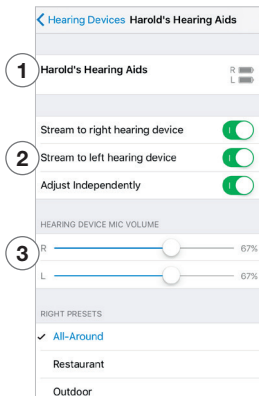 Hearing Devices Harold's Hearing Aids
1 Harold's Hearing Aids R
L
Stream to right hearing device
2 Stream to left hearing device
Adjust Independently
HEARING DEVICE MIC VOLUME
3 R 67%
L 67%
RIGHT PRESETS
✓ All-Around
Restaurant
Outdoor